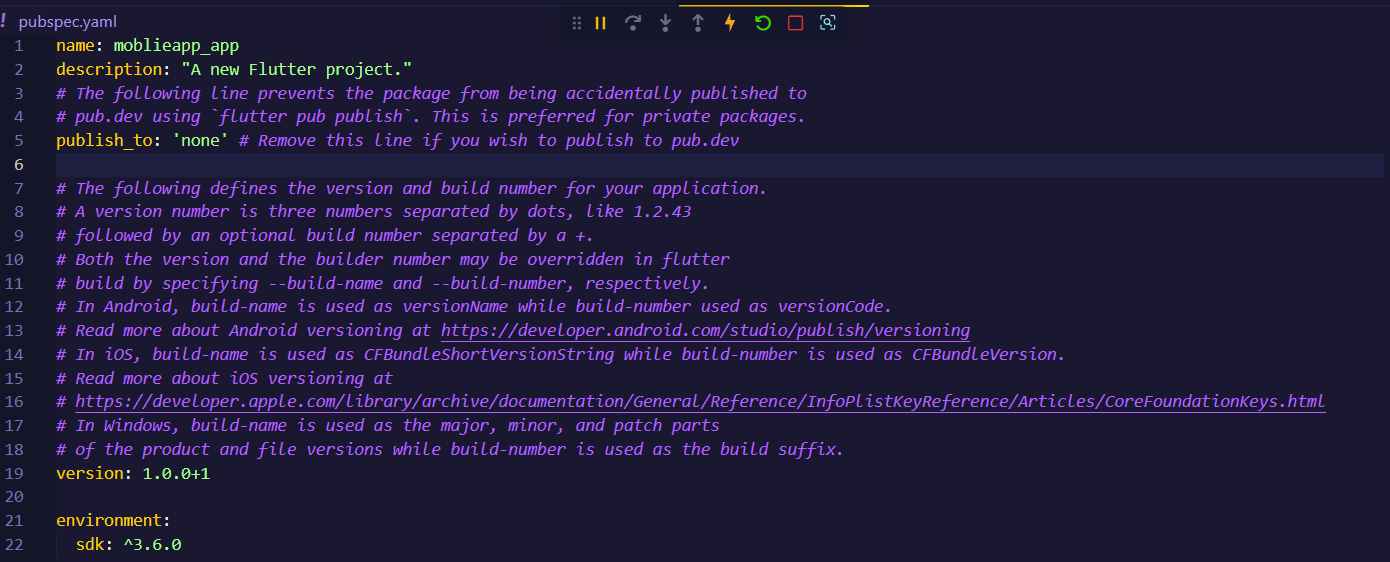 ! pubspec.yaml
1 name: moblieapp_app
2 description: "A new Flutter project."
3 # The following line prevents the package from being accidentally published to
4 # pub.dev using `flutter pub publish`. This is preferred for private packages.
5 publish_to: 'none' # Remove this line if you wish to publish to pub.dev
6
7 # The following defines the version and build number for your application.
8 # A version number is three numbers separated by dots, like 1.2.43
9 # followed by an optional build number separated by a +.
10 # Both the version and the builder number may be overridden in flutter
11 # build by specifying --build-name and --build-number, respectively.
12 # In Android, build-name is used as versionName while build-number used as versionCode.
13 # Read more about Android versioning at https://developer.android.com/studio/publish/versioning
14 # In iOS, build-name is used as CFBundleShortVersionString while build-number is used as CFBundleVersion.
15 # Read more about iOS versioning at
16 # https://developer.apple.com/library/archive/documentation/General/Reference/InfoPlistKeyReference/Articles/CoreFoundationKeys.html
17 # In Windows, build-name is used as the major, minor, and patch parts
18 # of the product and file versions while build-number is used as the build suffix.
19 version: 1.0.0+1
20
21 environment:
22   sdk: ^3.6.0